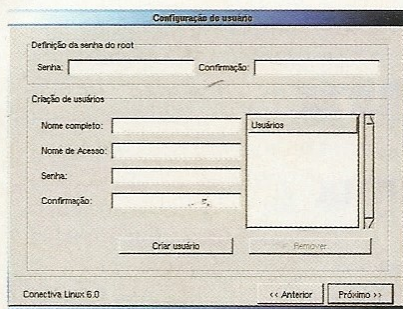 Configuração do usuário
Definição da senha do root
Senha:
Confirmação:
Criação de usuários
Nome completo:
Nome de Acesso:
Senha:
Confirmação:
Usuários
Criar usuário
Remover
Conectiva Linux 6.0
<< Anterior
Próximo >>